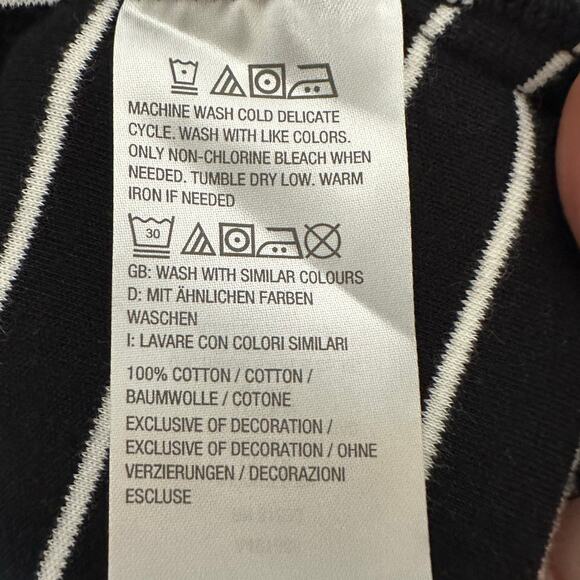 MACHINE WASH COLD DELICATE
CYCLE. WASH WITH LIKE COLORS.
ONLY NON-CHLORINE BLEACH WHEN
NEEDED. TUMBLE DRY LOW. WARM
IRON IF NEEDED
30
GB: WASH WITH SIMILAR COLOURS
D: MIT ÄHNLICHEN FARBEN
WASCHEN
I: LAVARE CON COLORI SIMILARI
100% COTTON / COTTON /
BAUMWOLLE / COTONE
EXCLUSIVE OF DECORATION /
EXCLUSIVE OF DECORATION / OHNE
VERZIERUNGEN / DECORAZIONI
ESCLUSE